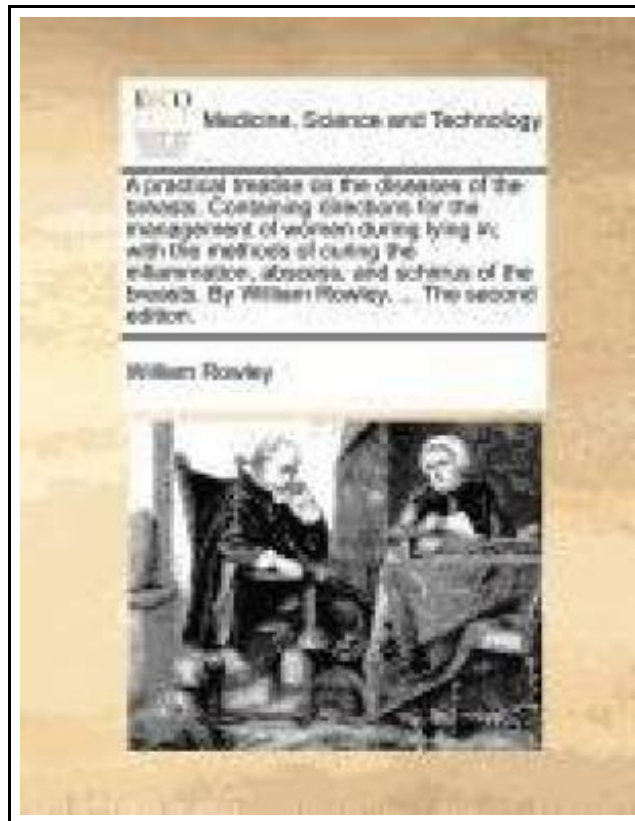 ECCO
Medicine, Science and Technology
A practical treatise on the diseases of the
breasts. Containing directions for the
management of women during lying in;
with the methods of curing the
inflammation, abscess, and schirrus of the
breasts. By William Rowley, ... The second
edition.
William Rowley